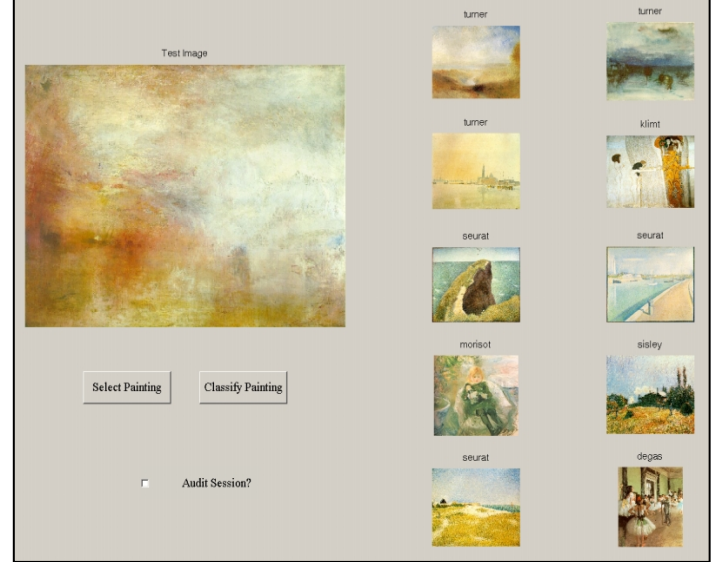 Test Image
Select Painting
Classify Painting
Audit Session?
turner
turner
turner
klimt
seurat
seurat
morisot
sisley
seurat
degas